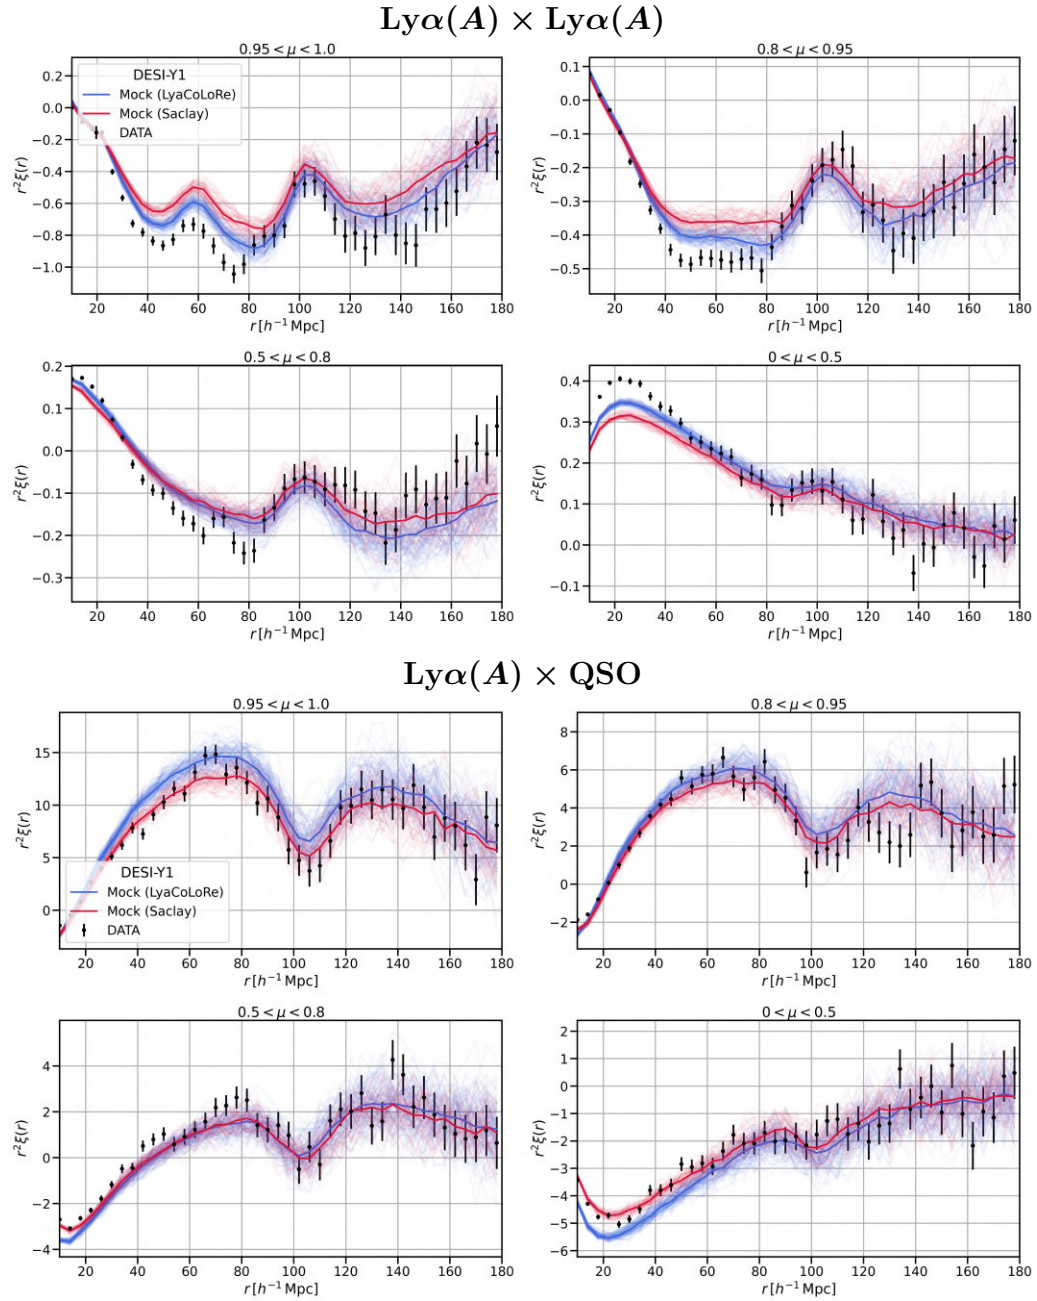 Lyα(A) × Lyα(A)
0.95 < μ < 1.0
0.2
0.0
−0.2
−0.4
−0.6
−0.8
−1.0
r²ξ(r)
DESI-Y1
Mock (LyaCoLoRe)
Mock (Saclay)
DATA
20 40 60 80 100 120 140 160 180
r [h⁻¹ Mpc]
0.8 < μ < 0.95
0.1
0.0
−0.1
−0.2
−0.3
−0.4
−0.5
r²ξ(r)
20 40 60 80 100 120 140 160 180
r [h⁻¹ Mpc]
0.5 < μ < 0.8
0.2
0.1
0.0
−0.1
−0.2
−0.3
r²ξ(r)
20 40 60 80 100 120 140 160 180
r [h⁻¹ Mpc]
0 < μ < 0.5
0.4
0.3
0.2
0.1
0.0
−0.1
r²ξ(r)
20 40 60 80 100 120 140 160 180
r [h⁻¹ Mpc]
Lyα(A) × QSO
0.95 < μ < 1.0
15
10
5
0
r²ξ(r)
DESI-Y1
Mock (LyaCoLoRe)
Mock (Saclay)
DATA
20 40 60 80 100 120 140 160 180
r [h⁻¹ Mpc]
0.8 < μ < 0.95
8
6
4
2
0
−2
r²ξ(r)
20 40 60 80 100 120 140 160 180
r [h⁻¹ Mpc]
0.5 < μ < 0.8
4
2
0
−2
−4
r²ξ(r)
20 40 60 80 100 120 140 160 180
r [h⁻¹ Mpc]
0 < μ < 0.5
2
1
0
−1
−2
−3
−4
−5
−6
r²ξ(r)
20 40 60 80 100 120 140 160 180
r [h⁻¹ Mpc]